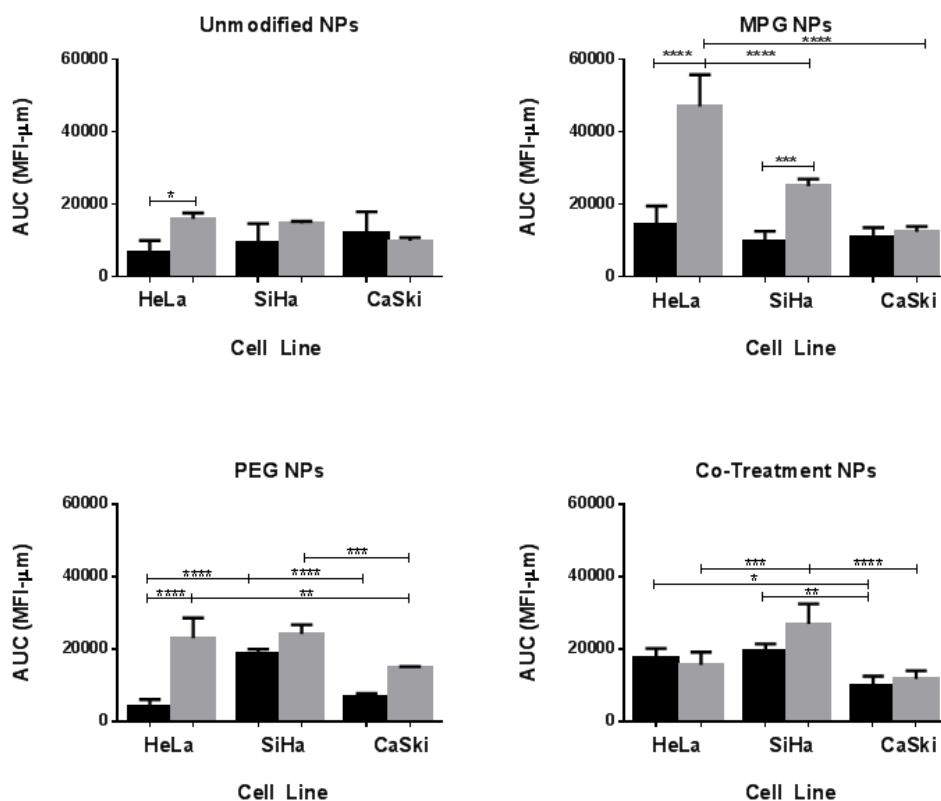 Unmodified NPs
60000
40000
20000
0
AUC (MFI-μm)
*
HeLa SiHa CaSki
Cell Line
MPG NPs
60000
40000
20000
0
AUC (MFI-μm)
****
**** ****
***
HeLa SiHa CaSki
Cell Line
PEG NPs
60000
40000
20000
0
AUC (MFI-μm)
***
**** ****
**** **
HeLa SiHa CaSki
Cell Line
Co-Treatment NPs
60000
40000
20000
0
AUC (MFI-μm)
*** ****
*
**
HeLa SiHa CaSki
Cell Line